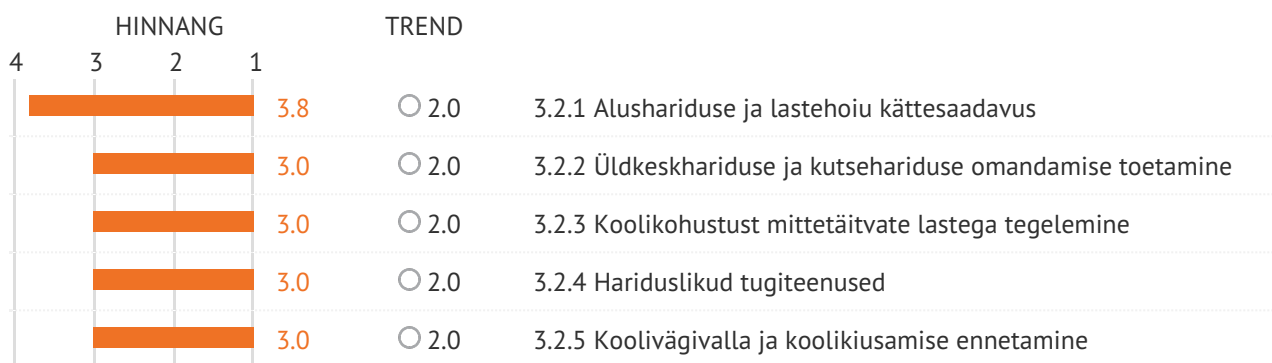 HINNANG TREND
4 3 2 1
3.8 2.0 3.2.1 Alushariduse ja lastehoiu kättesaadavus
3.0 2.0 3.2.2 Üldkeskhariduse ja kutsehariduse omandamise toetamine
3.0 2.0 3.2.3 Koolikohustust mittetäitvate lastega tegelemine
3.0 2.0 3.2.4 Hariduslikud tugiteenused
3.0 2.0 3.2.5 Koolivägivalla ja koolikiusamise ennetamine